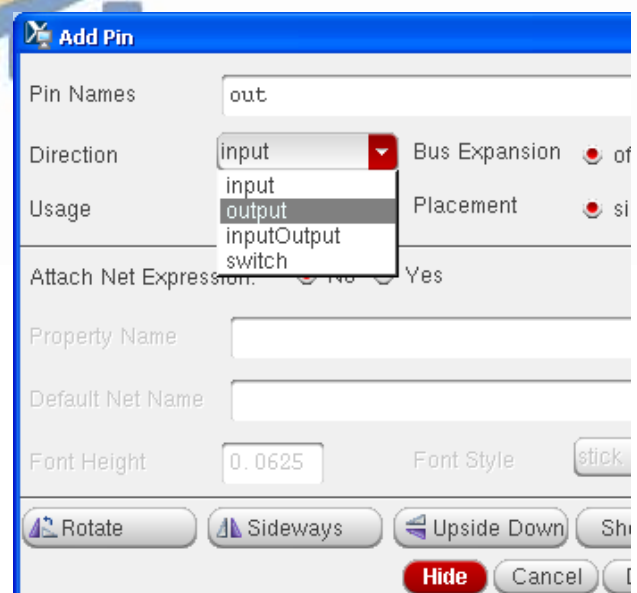 Add Pin
Pin Names out
Direction input Bus Expansion
input
Usage output Placement
inputOutput
switch
Attach Net Expression: No Yes
Property Name
Default Net Name
Font Height 0.0625 Font Style stick
Rotate Sideways Upside Down
Hide Cancel